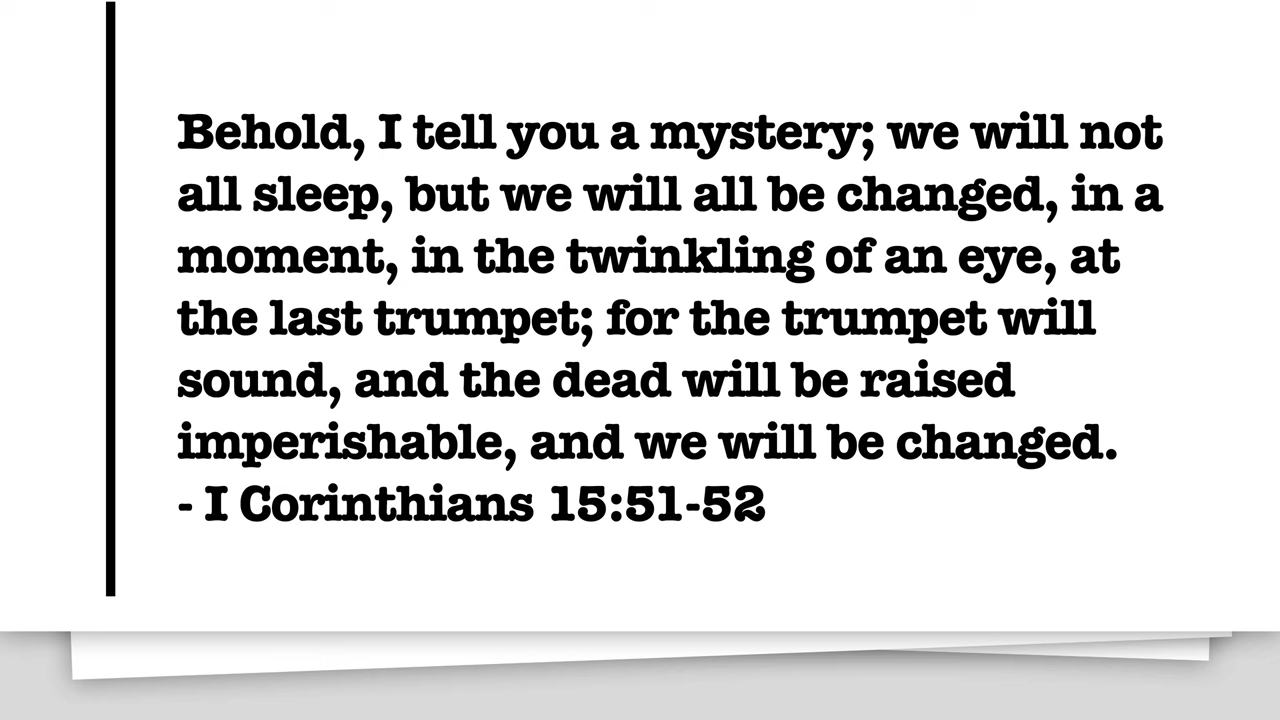 Behold, I tell you a mystery; we will not
all sleep, but we will all be changed, in a
moment, in the twinkling of an eye, at
the last trumpet; for the trumpet will
sound, and the dead will be raised
imperishable, and we will be changed.
- I Corinthians 15:51-52